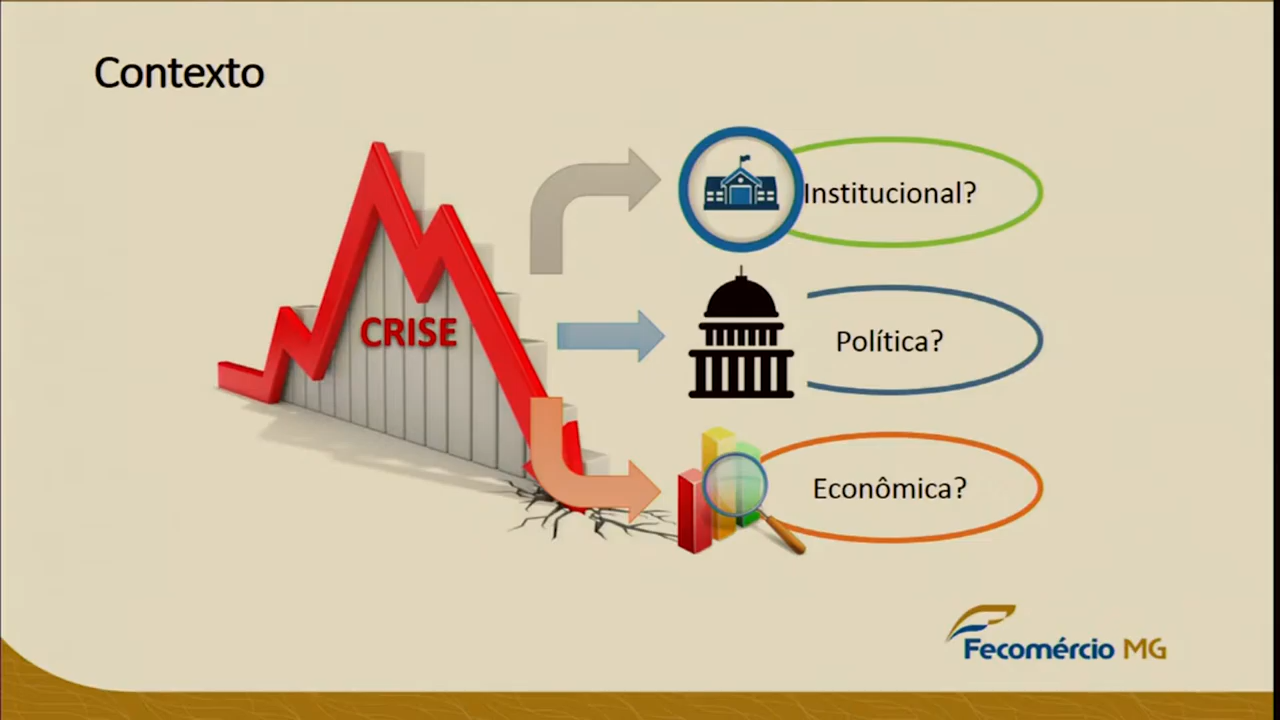 Contexto
CRISE
Institucional?
Política?
Econômica?
Fecomércio MG